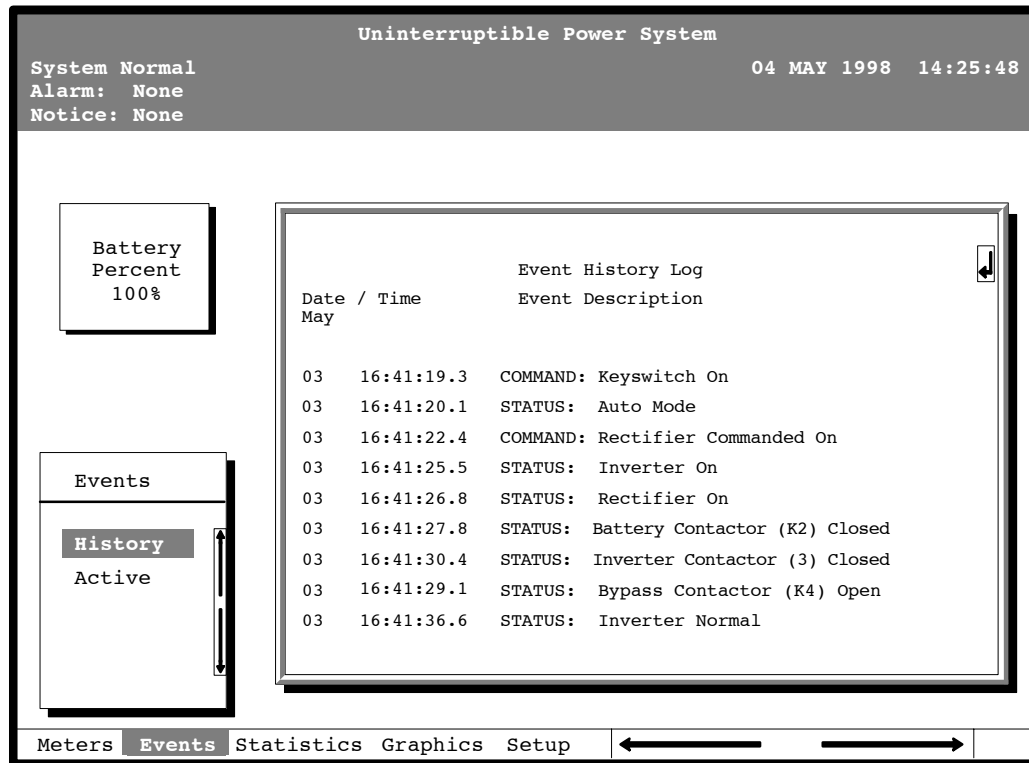 Uninterruptible Power System
System Normal 04 MAY 1998 14:25:48
Alarm: None
Notice: None
Battery
Percent
100%
Event History Log
Date / Time Event Description
May
03 16:41:19.3 COMMAND: Keyswitch On
03 16:41:20.1 STATUS: Auto Mode
03 16:41:22.4 COMMAND: Rectifier Commanded On
03 16:41:25.5 STATUS: Inverter On
03 16:41:26.8 STATUS: Rectifier On
03 16:41:27.8 STATUS: Battery Contactor (K2) Closed
03 16:41:30.4 STATUS: Inverter Contactor (3) Closed
03 16:41:29.1 STATUS: Bypass Contactor (K4) Open
03 16:41:36.6 STATUS: Inverter Normal
Events
History
Active
Meters Events Statistics Graphics Setup